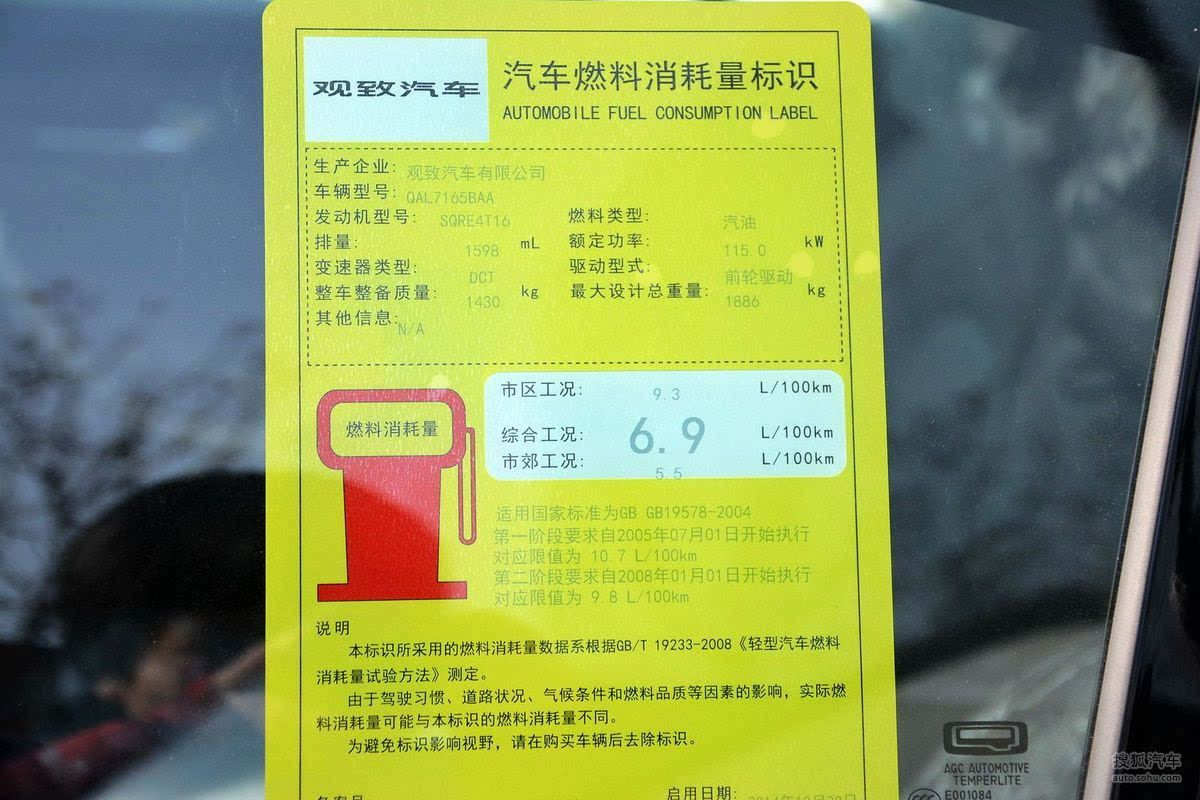 观致汽车
汽车燃料消耗量标识
AUTOMOBILE FUEL CONSUMPTION LABEL
生产企业: 观致汽车有限公司
车辆型号: QAL7165BAA
发动机型号: SQRE4T16 燃料类型: 汽油
排量: 1598 mL 额定功率: 115.0 kW
变速器类型: DCT 驱动型式: 前轮驱动
整车整备质量: 1430 kg 最大设计总重量: 1886 kg
其他信息: N/A
燃料消耗量
市区工况: 9.3 L/100km
综合工况: 6.9 L/100km
市郊工况: 5.5 L/100km
适用国家标准为GB GB19578-2004
第一阶段要求自2005年07月01日开始执行
对应限值为 10.7 L/100km
第二阶段要求自2008年01月01日开始执行
对应限值为 9.8 L/100km
说明
本标识所采用的燃料消耗量数据系根据GB/T 19233-2008《轻型汽车燃料
消耗量试验方法》测定。
由于驾驶习惯、道路状况、气候条件和燃料品质等因素的影响，实际燃
料消耗量可能与本标识的燃料消耗量不同。
为避免标识影响视野，请在购买车辆后去除标识。
启用日期:
AGC AUTOMOTIVE
TEMPERLITE
E001084
搜狐汽车
auto.sohu.com